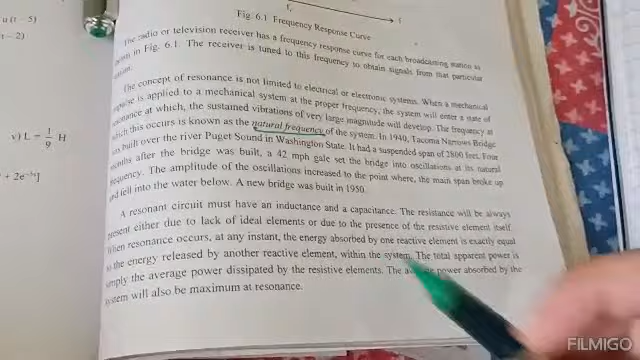 u (t − 5)
(t − 2)
v) L = 1/9 H
+ 2e⁻³ᵗ]
f
Fig. 6.1 Frequency Response Curve
The radio or television receiver has a frequency response curve for each broadcasting station as
in Fig. 6.1. The receiver is tuned to this frequency to obtain signals from that particular
The concept of resonance is not limited to electrical or electronic systems. When a mechanical
impulse is applied to a mechanical system at the proper frequency, the system will enter a state of
resonance at which, the sustained vibrations of very large magnitude will develop. The frequency at
which this occurs is known as the natural frequency of the system. In 1940, Tacoma Narrows Bridge
was built over the river Puget Sound in Washington State. It had a suspended span of 2800 feet. Four
months after the bridge was built, a 42 mph gale set the bridge into oscillations at its natural
frequency. The amplitude of the oscillations increased to the point where, the main span broke up
and fell into the water below. A new bridge was built in 1950.
A resonant circuit must have an inductance and a capacitance. The resistance will be always
present either due to lack of ideal elements or due to the presence of the resistive element itself.
When resonance occurs, at any instant, the energy absorbed by one reactive element is exactly equal
to the energy released by another reactive element, within the system. The total apparent power is
simply the average power dissipated by the resistive elements. The average power absorbed by the
system will also be maximum at resonance.
FILMIGO